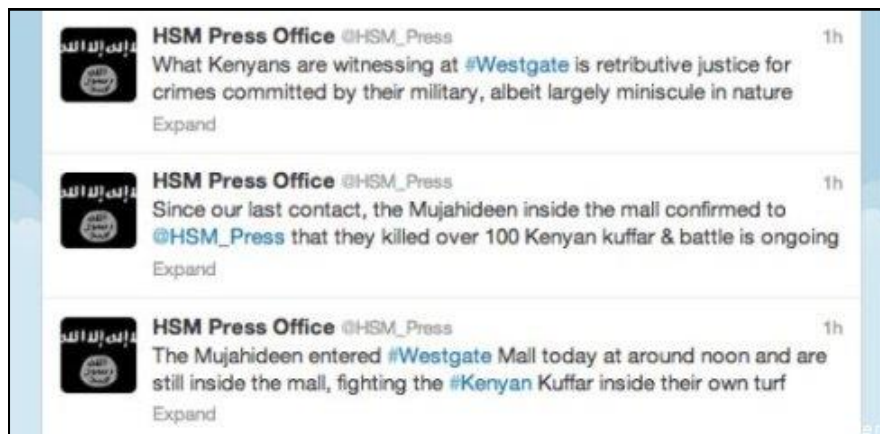 HSM Press Office @HSM_Press 1h
What Kenyans are witnessing at #Westgate is retributive justice for
crimes committed by their military, albeit largely miniscule in nature
Expand
HSM Press Office @HSM_Press 1h
Since our last contact, the Mujahideen inside the mall confirmed to
@HSM_Press that they killed over 100 Kenyan kuffar & battle is ongoing
Expand
HSM Press Office @HSM_Press 1h
The Mujahideen entered #Westgate Mall today at around noon and are
still inside the mall, fighting the #Kenyan Kuffar inside their own turf
Expand